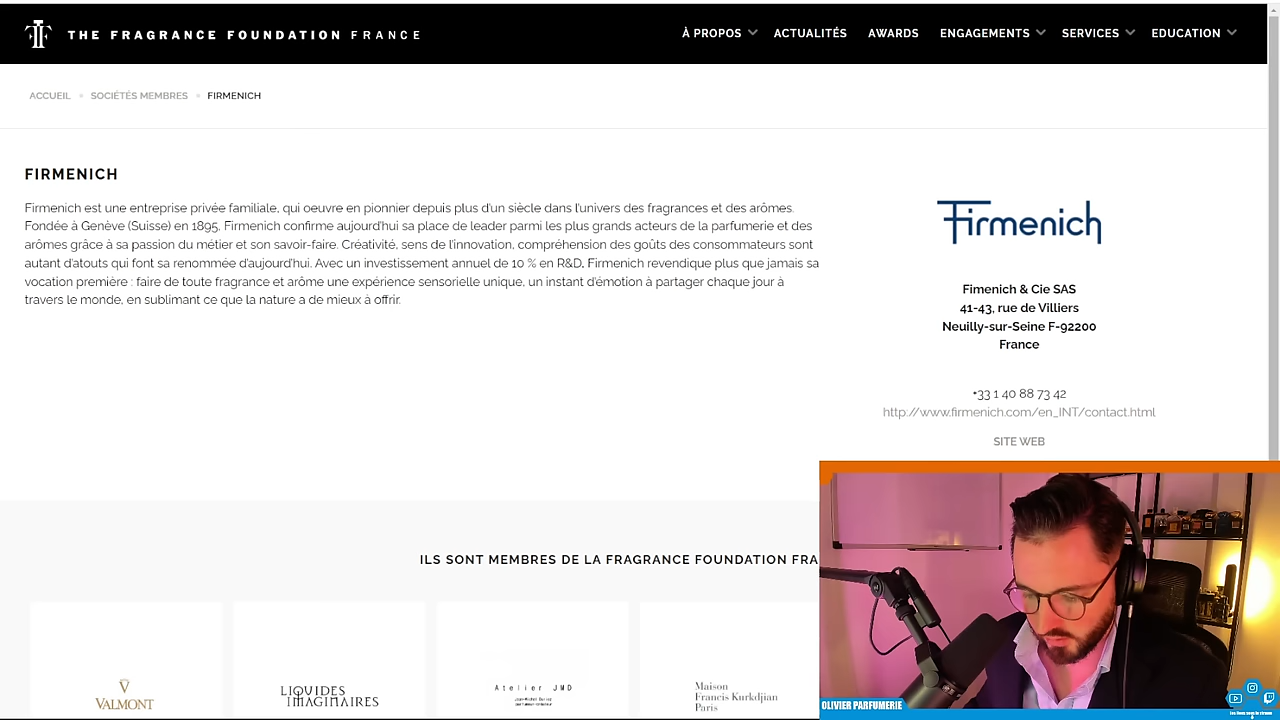 THE FRAGRANCE FOUNDATION FRANCE
À PROPOS
ACTUALITÉS
AWARDS
ENGAGEMENTS
SERVICES
EDUCATION
ACCUEIL
SOCIÉTÉS MEMBRES
FIRMENICH
FIRMENICH
Firmenich est une entreprise privée familiale, qui oeuvre en pionnier depuis plus d'un siècle dans l'univers des fragrances et des arômes.
Fondée à Genève (Suisse) en 1895, Firmenich confirme aujourd'hui sa place de leader parmi les plus grands acteurs de la parfumerie et des
arômes grâce à sa passion du métier et son savoir-faire. Créativité, sens de l'innovation, compréhension des goûts des consommateurs sont
autant d'atouts qui font sa renommée d'aujourd'hui. Avec un investissement annuel de 10 % en R&D, Firmenich revendique plus que jamais sa
vocation première : faire de toute fragrance et arôme une expérience sensorielle unique, un instant d'émotion à partager chaque jour à
travers le monde, en sublimant ce que la nature a de mieux à offrir.
Firmenich
Fimenich & Cie SAS
41-43, rue de Villiers
Neuilly-sur-Seine F-92200
France
+33 1 40 88 73 42
http://www.firmenich.com/en_INT/contact.html
SITE WEB
ILS SONT MEMBRES DE LA FRAGRANCE FOUNDATION FRA
VALMONT
LIQUIDES
IMAGINAIRES
Atelier JMD
Maison
Francis Kurkdjian
Paris
OLIVIER PARFUMERIE